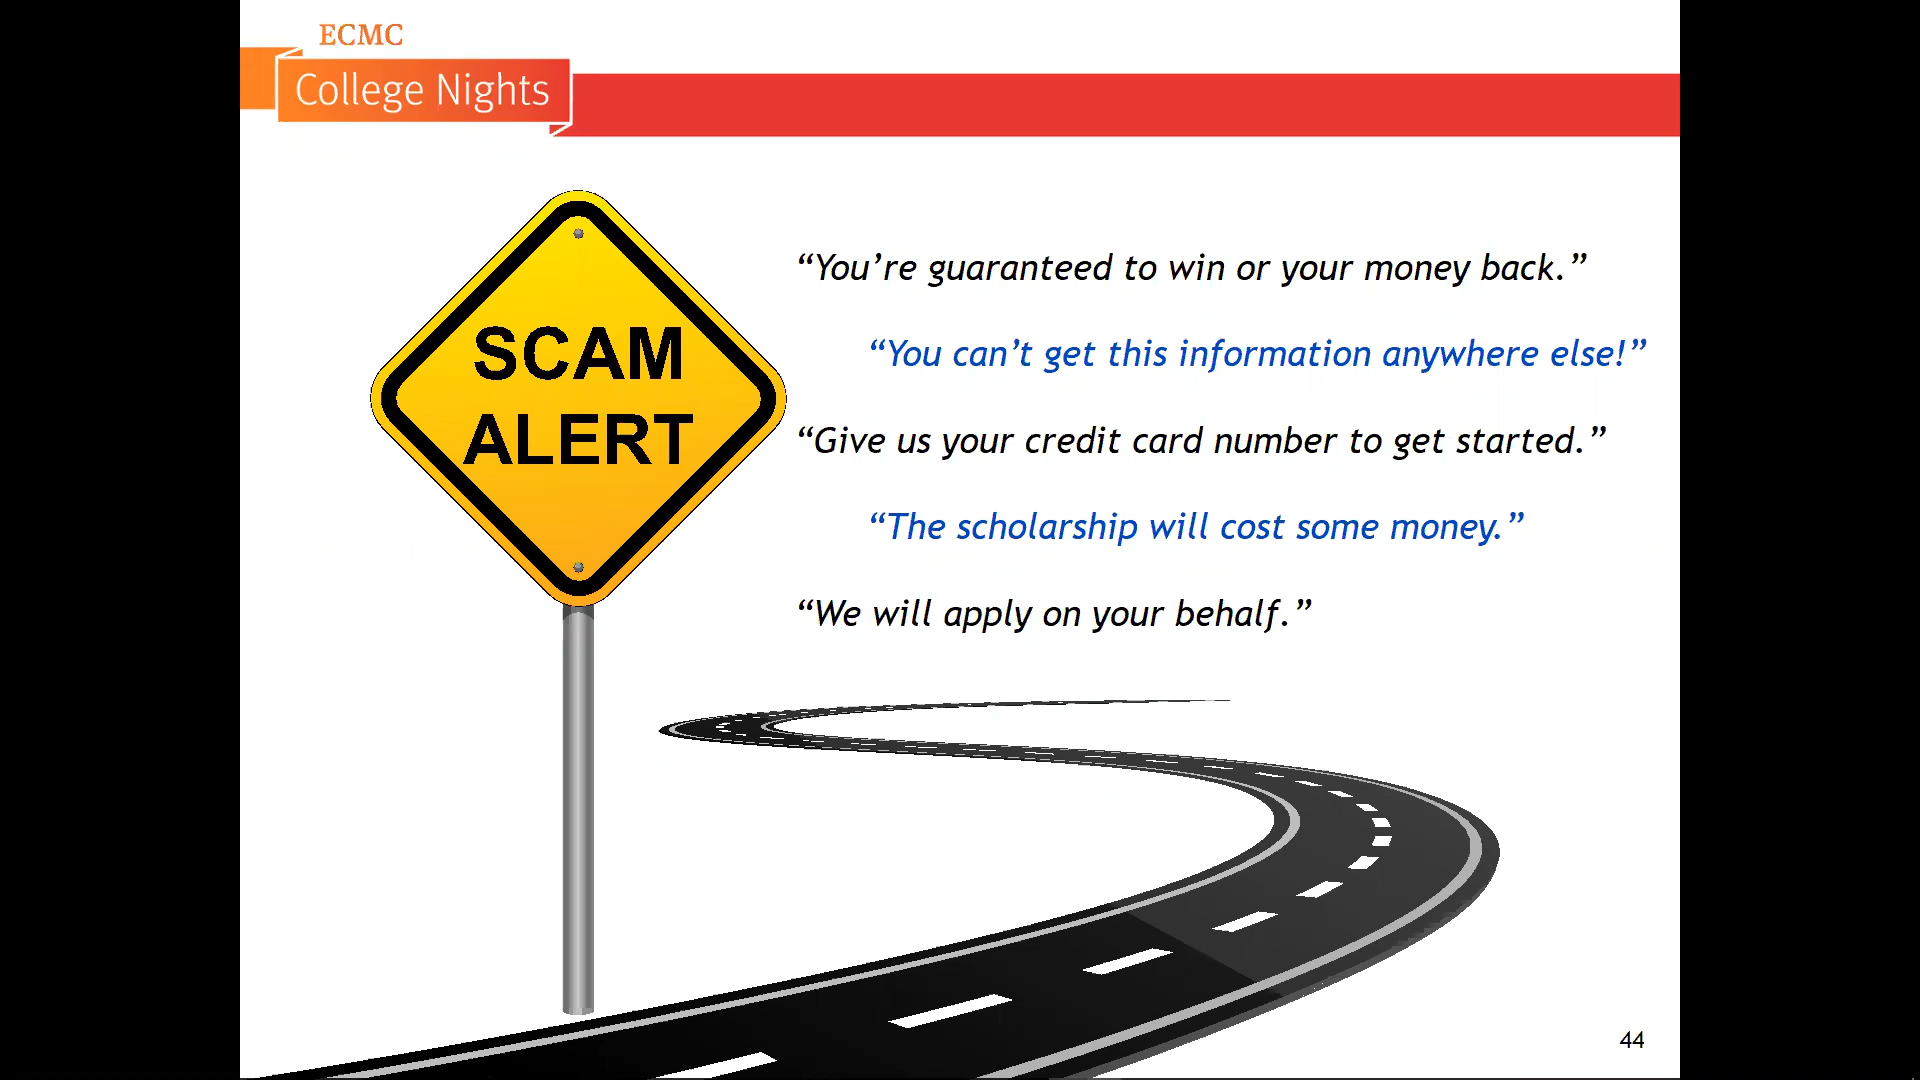 ECMC
College Nights
SCAM
ALERT
“You’re guaranteed to win or your money back.”
“You can’t get this information anywhere else!”
“Give us your credit card number to get started.”
“The scholarship will cost some money.”
“We will apply on your behalf.”
44